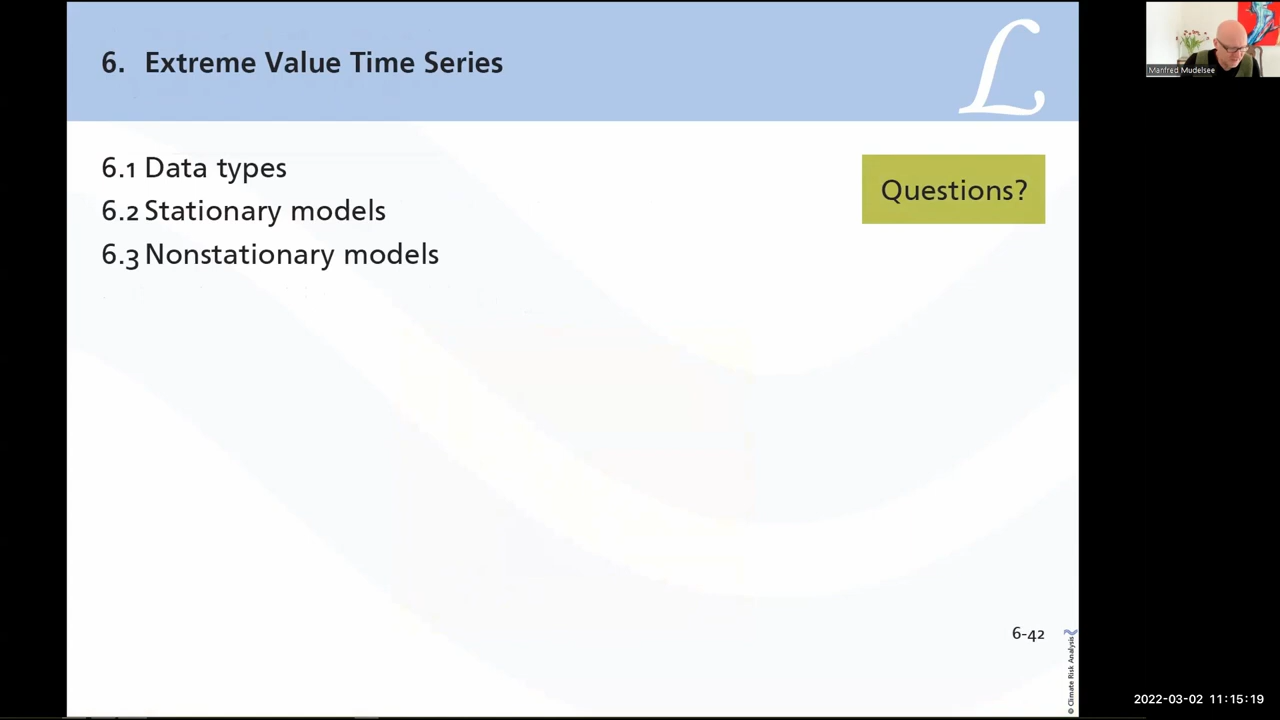 6. Extreme Value Time Series
ℒ
6.1 Data types
6.2 Stationary models
6.3 Nonstationary models
Questions?
6-42
© Climate Risk Analysis
Manfred Mudelsee
2022-03-02 11:15:19